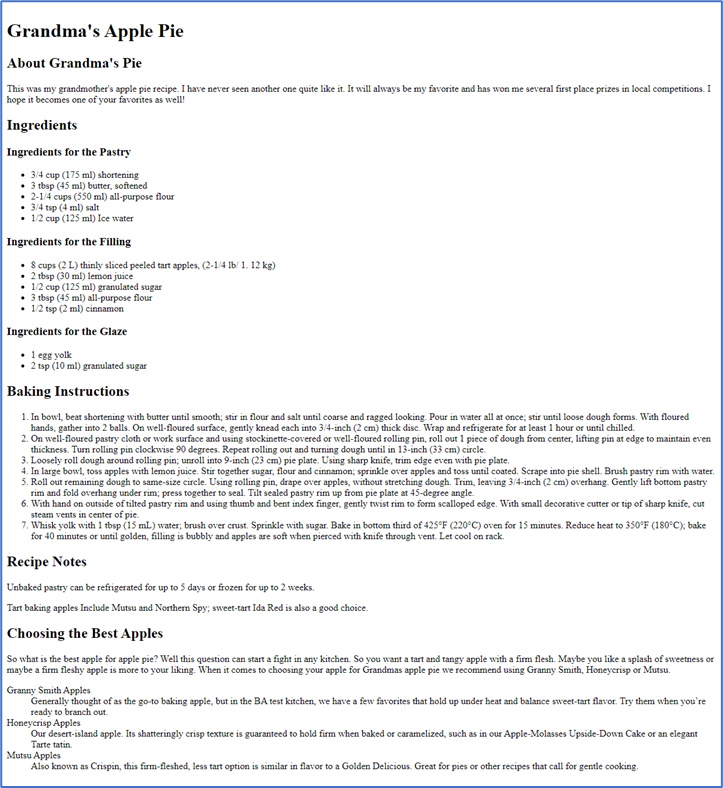 Grandma's Apple Pie
About Grandma's Pie
This was my grandmother's apple pie recipe. I have never seen another one quite like it. It will always be my favorite and has won me several first place prizes in local competitions. I
hope it becomes one of your favorites as well!
Ingredients
Ingredients for the Pastry
• 3/4 cup (175 ml) shortening
• 3 tbsp (45 ml) butter, softened
• 2-1/4 cups (550 ml) all-purpose flour
• 3/4 tsp (4 ml) salt
• 1/2 cup (125 ml) Ice water
Ingredients for the Filling
• 8 cups (2 L) thinly sliced peeled tart apples, (2-1/4 lb/ 1. 12 kg)
• 2 tbsp (30 ml) lemon juice
• 1/2 cup (125 ml) granulated sugar
• 3 tbsp (45 ml) all-purpose flour
• 1/2 tsp (2 ml) cinnamon
Ingredients for the Glaze
• 1 egg yolk
• 2 tsp (10 ml) granulated sugar
Baking Instructions
1. In bowl, beat shortening with butter until smooth; stir in flour and salt until coarse and ragged looking. Pour in water all at once; stir until loose dough forms. With floured
hands, gather into 2 balls. On well-floured surface, gently knead each into 3/4-inch (2 cm) thick disc. Wrap and refrigerate for at least 1 hour or until chilled.
2. On well-floured pastry cloth or work surface and using stockinette-covered or well-floured rolling pin, roll out 1 piece of dough from center, lifting pin at edge to maintain even
thickness. Turn rolling pin clockwise 90 degrees. Repeat rolling out and turning dough until in 13-inch (33 cm) circle.
3. Loosely roll dough around rolling pin; unroll into 9-inch (23 cm) pie plate. Using sharp knife, trim edge even with pie plate.
4. In large bowl, toss apples with lemon juice. Stir together sugar, flour and cinnamon; sprinkle over apples and toss until coated. Scrape into pie shell. Brush pastry rim with water.
5. Roll out remaining dough to same-size circle. Using rolling pin, drape over apples, without stretching dough. Trim, leaving 3/4-inch (2 cm) overhang. Gently lift bottom pastry
rim and fold overhang under rim; press together to seal. Tilt sealed pastry rim up from pie plate at 45-degree angle.
6. With hand on outside of tilted pastry rim and using thumb and bent index finger, gently twist rim to form scalloped edge. With small decorative cutter or tip of sharp knife, cut
steam vents in center of pie.
7. Whisk yolk with 1 tbsp (15 mL) water; brush over crust. Sprinkle with sugar. Bake in bottom third of 425°F (220°C) oven for 15 minutes. Reduce heat to 350°F (180°C); bake
for 40 minutes or until golden, filling is bubbly and apples are soft when pierced with knife through vent. Let cool on rack.
Recipe Notes
Unbaked pastry can be refrigerated for up to 5 days or frozen for up to 2 weeks.
Tart baking apples Include Mutsu and Northern Spy; sweet-tart Ida Red is also a good choice.
Choosing the Best Apples
So what is the best apple for apple pie? Well this question can start a fight in any kitchen. So you want a tart and tangy apple with a firm flesh. Maybe you like a splash of sweetness or
maybe a firm fleshy apple is more to your liking. When it comes to choosing your apple for Grandmas apple pie we recommend using Granny Smith, Honeycrisp or Mutsu.
Granny Smith Apples
Generally thought of as the go-to baking apple, but in the BA test kitchen, we have a few favorites that hold up under heat and balance sweet-tart flavor. Try them when you're
ready to branch out.
Honeycrisp Apples
Our desert-island apple. Its shatteringly crisp texture is guaranteed to hold firm when baked or caramelized, such as in our Apple-Molasses Upside-Down Cake or an elegant
Tarte tatin.
Mutsu Apples
Also known as Crispin, this firm-fleshed, less tart option is similar in flavor to a Golden Delicious. Great for pies or other recipes that call for gentle cooking.